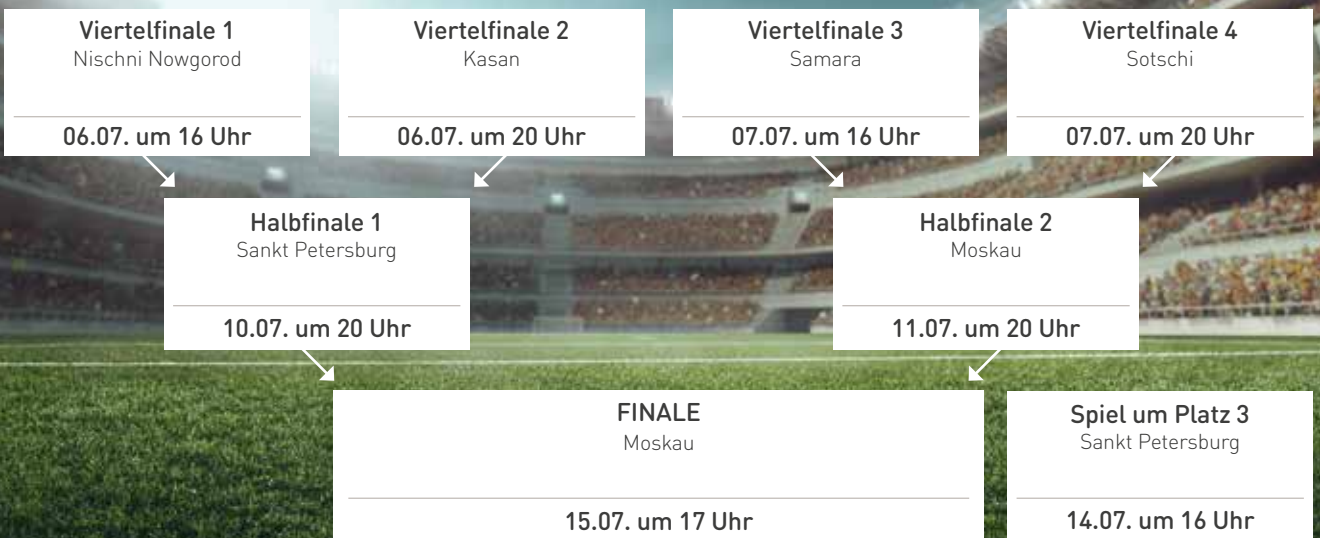 Viertelfinale 1
Nischni Nowgorod
06.07. um 16 Uhr
Viertelfinale 2
Kasan
06.07. um 20 Uhr
Viertelfinale 3
Samara
07.07. um 16 Uhr
Viertelfinale 4
Sotschi
07.07. um 20 Uhr
Halbfinale 1
Sankt Petersburg
10.07. um 20 Uhr
Halbfinale 2
Moskau
11.07. um 20 Uhr
FINALE
Moskau
15.07. um 17 Uhr
Spiel um Platz 3
Sankt Petersburg
14.07. um 16 Uhr